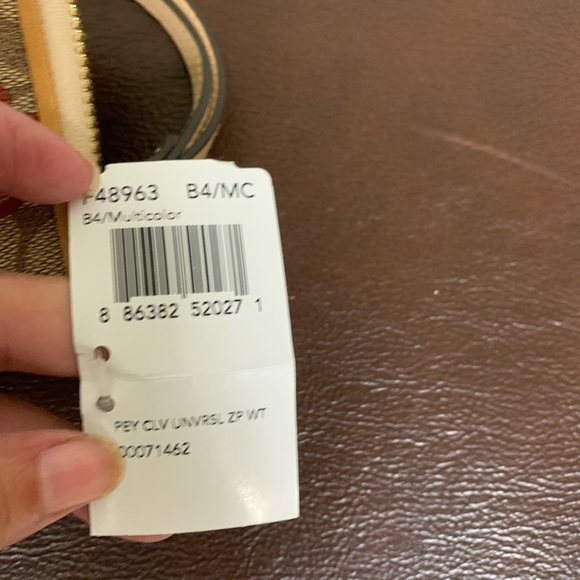 F48963 B4/MC
B4/Multicolor
8 86382 52027 1
PEY CLV UNVRSL ZP WT
00071462